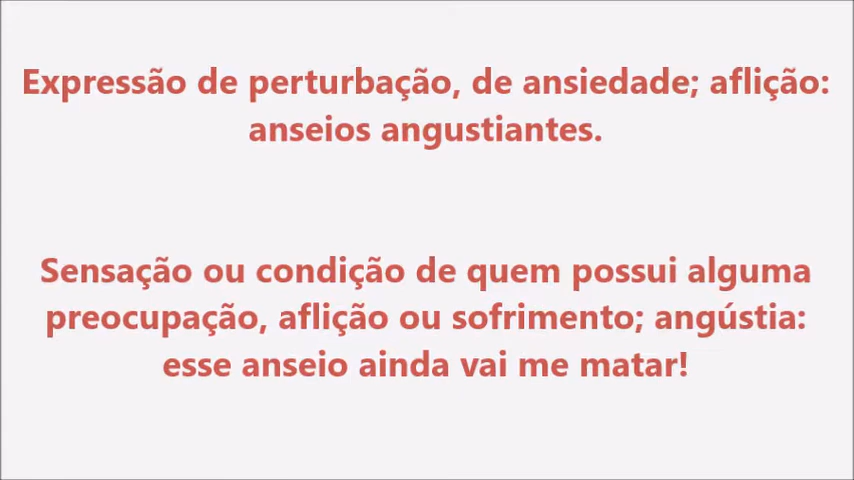 Expressão de perturbação, de ansiedade; aflição:
anseios angustiantes.
Sensação ou condição de quem possui alguma
preocupação, aflição ou sofrimento; angústia:
esse anseio ainda vai me matar!